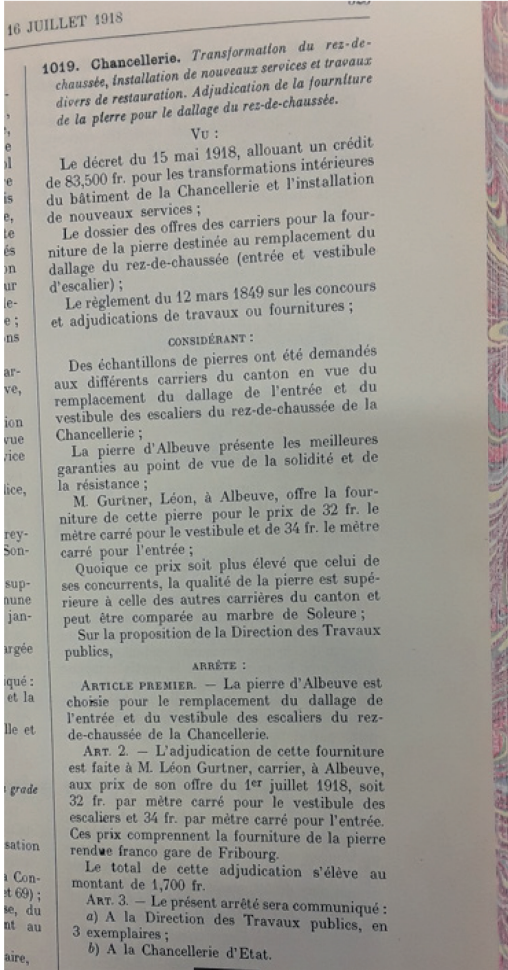 16 JUILLET 1918
1019. Chancellerie. Transformation du rez-de-
chaussée, installation de nouveaux services et travaux
divers de restauration. Adjudication de la fourniture
de la pierre pour le dallage du rez-de-chaussée.
VU :
Le décret du 15 mai 1918, allouant un crédit
de 83,500 fr. pour les transformations intérieures
du bâtiment de la Chancellerie et l'installation
de nouveaux services ;
Le dossier des offres des carriers pour la four-
niture de la pierre destinée au remplacement du
dallage du rez-de-chaussée (entrée et vestibule
d'escalier) ;
Le règlement du 12 mars 1849 sur les concours
et adjudications de travaux ou fournitures ;
CONSIDÉRANT :
Des échantillons de pierres ont été demandés
aux différents carriers du canton en vue du
remplacement du dallage de l'entrée et du
vestibule des escaliers du rez-de-chaussée de la
Chancellerie ;
La pierre d'Albeuve présente les meilleures
garanties au point de vue de la solidité et de
la résistance ;
M. Gurtner, Léon, à Albeuve, offre la four-
niture de cette pierre pour le prix de 32 fr. le
mètre carré pour le vestibule et de 34 fr. le mètre
carré pour l'entrée ;
Quoique ce prix soit plus élevé que celui de
ses concurrents, la qualité de la pierre est supé-
rieure à celle des autres carrières du canton et
peut être comparée au marbre de Soleure ;
Sur la proposition de la Direction des Travaux
publics,
ARRÊTE :
ARTICLE PREMIER. — La pierre d'Albeuve est
choisie pour le remplacement du dallage de
l'entrée et du vestibule des escaliers du rez-
de-chaussée de la Chancellerie.
ART. 2. — L'adjudication de cette fourniture
est faite à M. Léon Gurtner, carrier, à Albeuve,
aux prix de son offre du 1er juillet 1918, soit
32 fr. par mètre carré pour le vestibule des
escaliers et 34 fr. par mètre carré pour l'entrée.
Ces prix comprennent la fourniture de la pierre
rendue franco gare de Fribourg.
Le total de cette adjudication s'élève au
montant de 1,700 fr.
ART. 3. — Le présent arrêté sera communiqué :
a) A la Direction des Travaux publics, en
3 exemplaires ;
b) A la Chancellerie d'Etat.